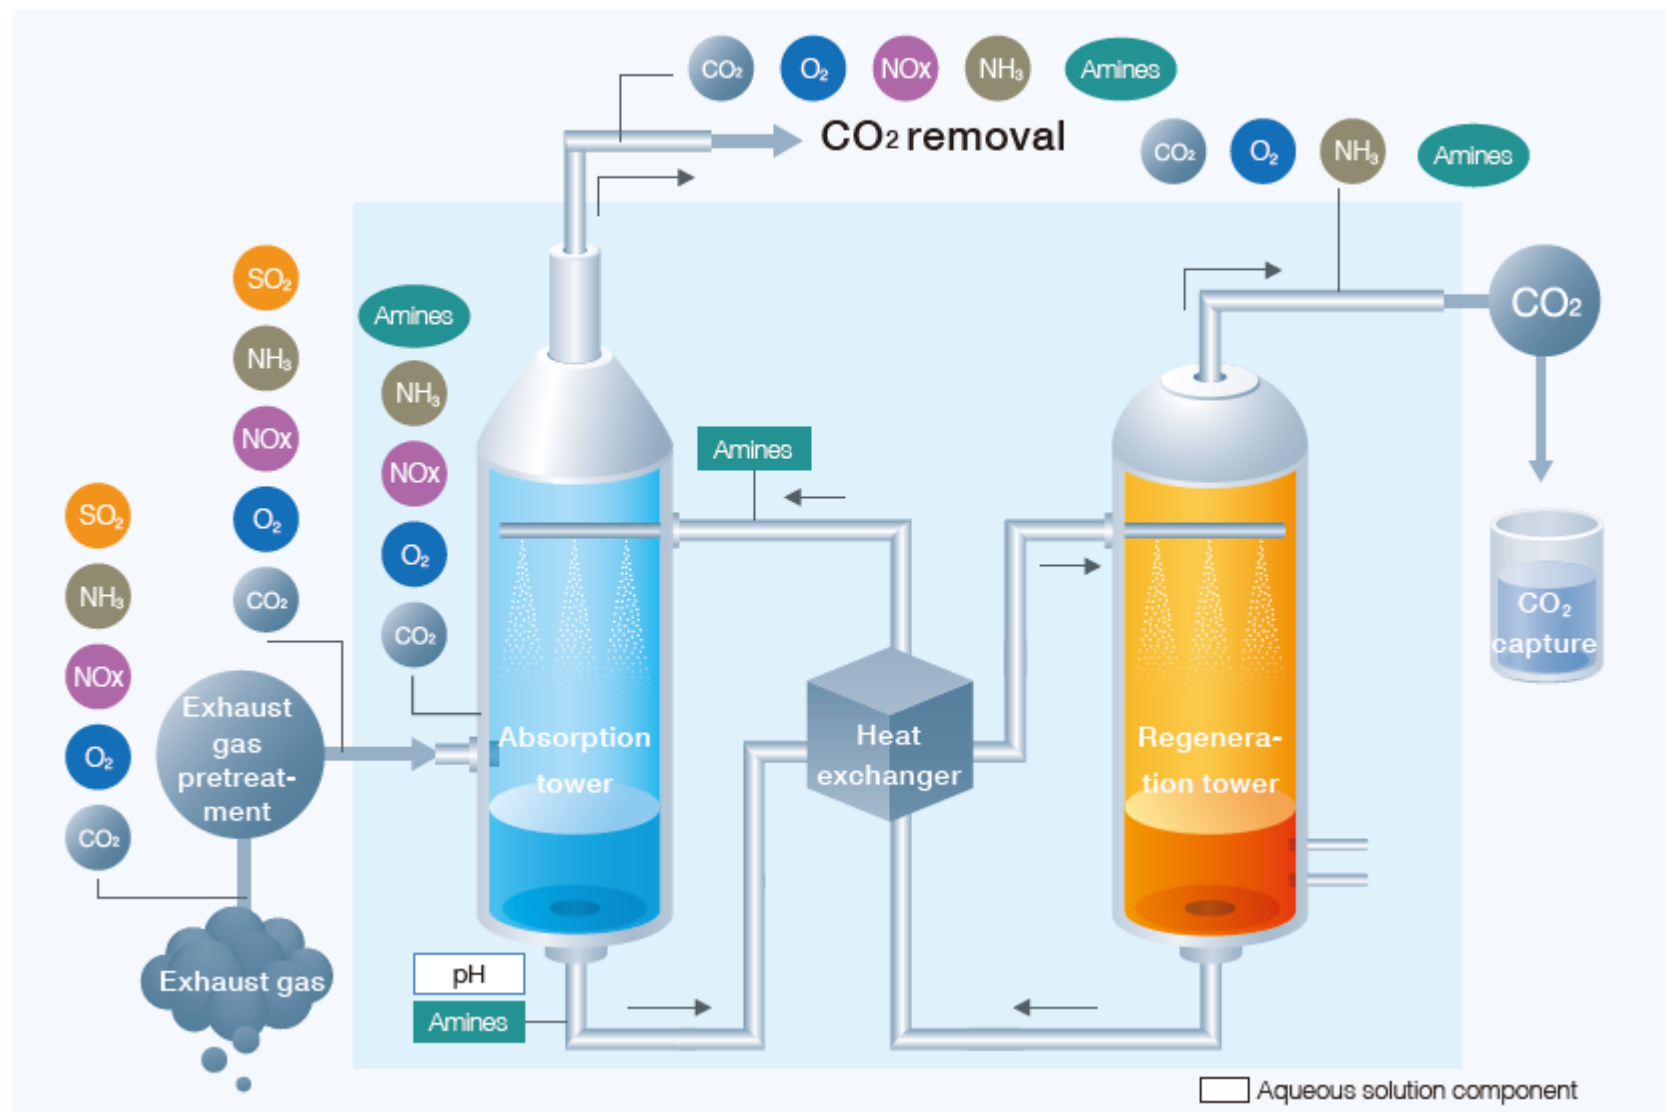 CO₂ O₂ NOx NH₃ Amines
CO₂ removal
CO₂ O₂ NH₃ Amines
SO₂
NH₃
NOx
O₂
CO₂
Amines
NH₃
NOx
O₂
CO₂
SO₂
NH₃
NOx
O₂
CO₂
Amines
CO₂
CO₂
capture
Exhaust
gas
pretreat-
ment
Absorption
tower
Heat
exchanger
Regenera-
tion tower
Exhaust gas
pH
Amines
Aqueous solution component